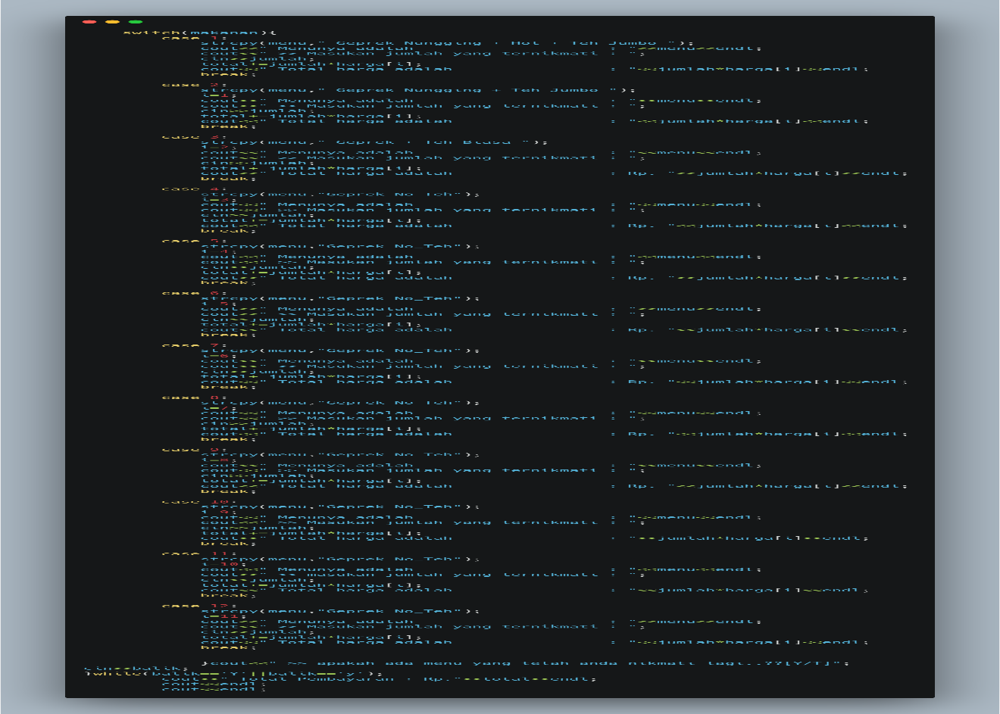 switch(makanan){
case 1:
strcpy(menu," Geprek Nungging + Hot + Teh Jumbo ");
cout<<" Menunya adalah : "<<menu<<endl;
cout<<" >> Masukan jumlah yang ternikmati : ";
cin>>jumlah;
total+=jumlah*harga[i];
cout<<" Total harga adalah : "<<jumlah*harga[i]<<endl;
break;
case 2:
strcpy(menu," Geprek Nungging + Teh Jumbo ");
i=1;
cout<<" Menunya adalah : "<<menu<<endl;
cout<<" >> Masukan jumlah yang ternikmati : ";
cin>>jumlah;
total+=jumlah*harga[i];
cout<<" Total harga adalah : "<<jumlah*harga[i]<<endl;
break;
case 3:
strcpy(menu," Geprek + Teh Biasa ");
i=2;
cout<<" Menunya adalah : "<<menu<<endl;
cout<<" >> Masukan jumlah yang ternikmati : ";
cin>>jumlah;
total+=jumlah*harga[i];
cout<<" Total harga adalah : Rp. "<<jumlah*harga[i]<<endl;
break;
case 4:
strcpy(menu,"Geprek No_Teh");
i=3;
cout<<" Menunya adalah : "<<menu<<endl;
cout<<" >> Masukan jumlah yang ternikmati : ";
cin>>jumlah;
total+=jumlah*harga[i];
cout<<" Total harga adalah : Rp. "<<jumlah*harga[i]<<endl;
break;
case 5:
strcpy(menu,"Geprek No_Teh");
i=4;
cout<<" Menunya adalah : "<<menu<<endl;
cout<<" >> Masukan jumlah yang ternikmati : ";
cin>>jumlah;
total+=jumlah*harga[i];
cout<<" Total harga adalah : Rp. "<<jumlah*harga[i]<<endl;
break;
case 6:
strcpy(menu,"Geprek No_Teh");
i=5;
cout<<" Menunya adalah : "<<menu<<endl;
cout<<" >> Masukan jumlah yang ternikmati : ";
cin>>jumlah;
total+=jumlah*harga[i];
cout<<" Total harga adalah : Rp. "<<jumlah*harga[i]<<endl;
break;
case 7:
strcpy(menu,"Geprek No_Teh");
i=6;
cout<<" Menunya adalah : "<<menu<<endl;
cout<<" >> Masukan jumlah yang ternikmati : ";
cin>>jumlah;
total+=jumlah*harga[i];
cout<<" Total harga adalah : Rp. "<<jumlah*harga[i]<<endl;
break;
case 8:
strcpy(menu,"Geprek No_Teh");
i=7;
cout<<" Menunya adalah : "<<menu<<endl;
cout<<" >> Masukan jumlah yang ternikmati : ";
cin>>jumlah;
total+=jumlah*harga[i];
cout<<" Total harga adalah : Rp. "<<jumlah*harga[i]<<endl;
break;
case 9:
strcpy(menu,"Geprek No_Teh");
i=8;
cout<<" Menunya adalah : "<<menu<<endl;
cout<<" >> Masukan jumlah yang ternikmati : ";
cin>>jumlah;
total+=jumlah*harga[i];
cout<<" Total harga adalah : Rp. "<<jumlah*harga[i]<<endl;
break;
case 10:
strcpy(menu,"Geprek No_Teh");
i=9;
cout<<" Menunya adalah : "<<menu<<endl;
cout<<" >> Masukan jumlah yang ternikmati : ";
cin>>jumlah;
total+=jumlah*harga[i];
cout<<" Total harga adalah : "<<jumlah*harga[i]<<endl;
break;
case 11:
strcpy(menu,"Geprek No_Teh");
i=10;
cout<<" Menunya adalah : "<<menu<<endl;
cout<<" >> masukan jumlah yang ternikmati : ";
cin>>jumlah;
total+=jumlah*harga[i];
cout<<" Total harga adalah : "<<jumlah*harga[i]<<endl;
break;
case 12:
strcpy(menu,"Geprek No_Teh");
i=11;
cout<<" Menunya adalah : "<<menu<<endl;
cout<<" >> Masukan jumlah yang ternikmati : ";
cin>>jumlah;
total+=jumlah*harga[i];
cout<<" Total harga adalah : "<<jumlah*harga[i]<<endl;
break;
}cout<<" >> apakah ada menu yang telah anda nikmati lagi..??[Y/T]";
cin>>balik;
}while(balik=='Y'||balik=='y');
cout<<" Total Pembayaran : Rp."<<total<<endl;
cout<<endl;
cout<<endl;